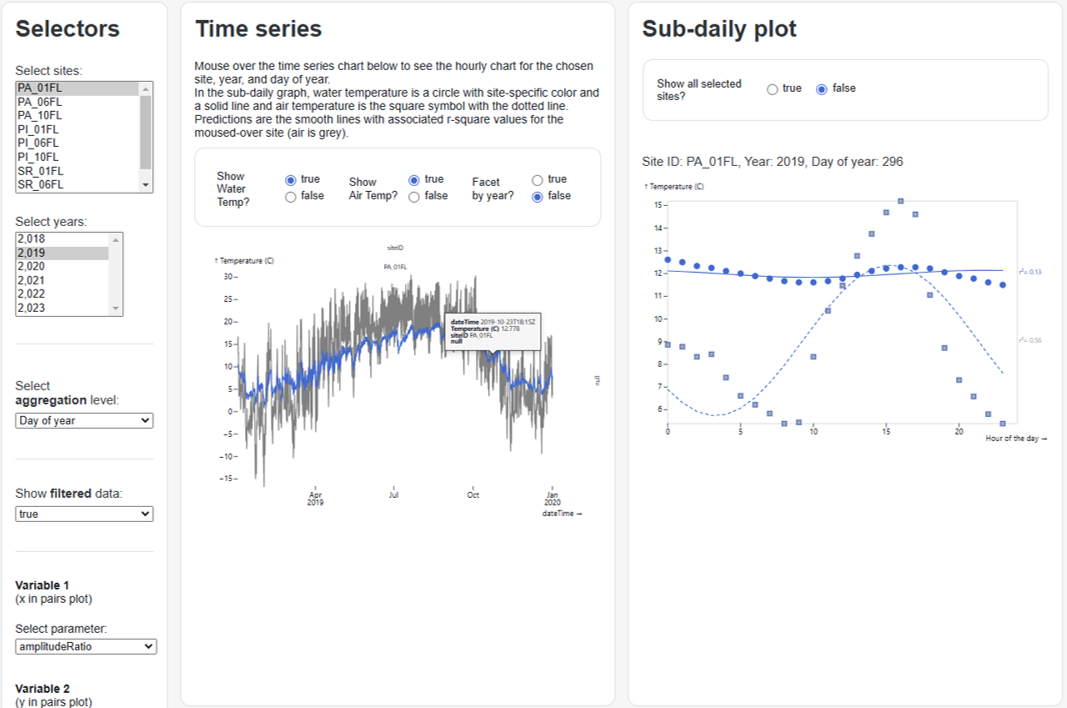 Selectors
Select sites:
PA_01FL
PA_06FL
PA_10FL
PI_01FL
PI_06FL
PI_10FL
SR_01FL
SR_06FL
Select years:
2,018
2,019
2,020
2,021
2,022
2,023
Select
aggregation level:
Day of year
Show filtered data:
true
Variable 1
(x in pairs plot)
Select parameter:
amplitudeRatio
Variable 2
(y in pairs plot)
Time series
Mouse over the time series chart below to see the hourly chart for the chosen
site, year, and day of year.
In the sub-daily graph, water temperature is a circle with site-specific color and
a solid line and air temperature is the square symbol with the dotted line.
Predictions are the smooth lines with associated r-square values for the
moused-over site (air is grey).
Show
Water
Temp?
true
false
Show
Air Temp?
true
false
Facet
by year?
true
false
siteID
↑ Temperature (C)
PA_01FL
30
25
20
15
10
5
0
−5
−10
−15
dateTime 2019-10-23T18:15Z
Temperature (C) 12.778
siteID PA_01FL
null
null
Apr
2019
Jul
Oct
Jan
2020
dateTime →
Sub-daily plot
Show all selected
sites?
true
false
Site ID: PA_01FL, Year: 2019, Day of year: 296
↑ Temperature (C)
15
14
13
12
11
10
9
8
7
6
r²= 0.13
r²= 0.56
0
5
10
15
20
Hour of the day →